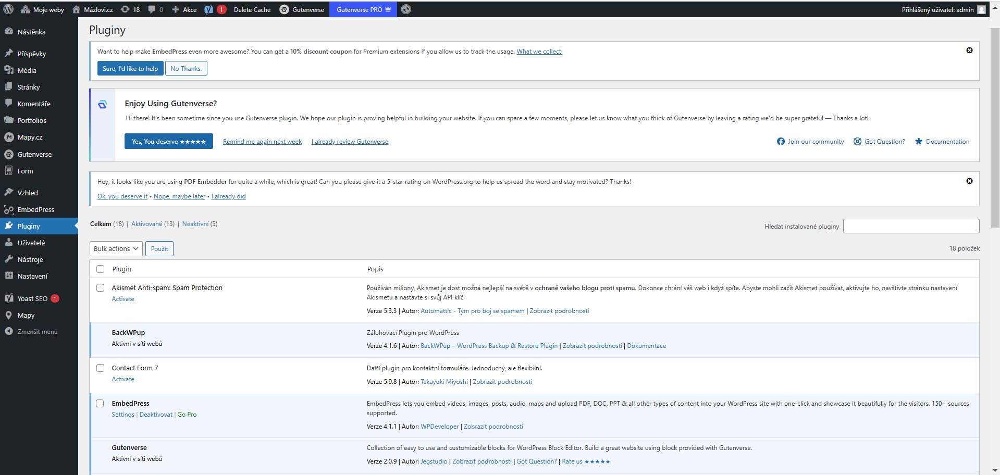 Moje weby Mázlovi.cz 18 0 Akce 1 Delete Cache Gutenverse Gutenverse PRO Přihlášený uživatel: admin
Nástěnka
Příspěvky
Média
Stránky
Komentáře
Portfolios
Mapy.cz
Gutenverse
Form
Vzhled
EmbedPress
Pluginy
Uživatelé
Nástroje
Nastavení
Yoast SEO 1
Mapy
Zmenšit menu
Pluginy
Want to help make EmbedPress even more awesome? You can get a 10% discount coupon for Premium extensions if you allow us to track the usage. What we collect.
Sure, I'd like to help No Thanks.
Enjoy Using Gutenverse?
Hi there! It's been sometime since you use Gutenverse plugin. We hope our plugin is proving helpful in building your website. If you can spare a few moments, please let us know what you think of Gutenverse by leaving a rating we'd be super grateful — Thanks a lot!
Yes, You deserve ★★★★★ Remind me again next week I already review Gutenverse Join our community Got Question? Documentation
Hey, it looks like you are using PDF Embedder for quite a while, which is great! Can you please give it a 5-star rating on WordPress.org to help us spread the word and stay motivated? Thanks!
Ok, you deserve it • Nope, maybe later • I already did
Celkem (18) | Aktivované (13) | Neaktivní (5)
Hledat instalované pluginy
Bulk actions Použít
18 položek
Plugin Popis
Akismet Anti-spam: Spam Protection
Activate
Používán miliony, Akismet je dost možná nejlepší na světě v ochraně vašeho blogu proti spamu. Dokonce chrání váš web i když spíte. Abyste mohli začít Akismet používat, aktivujte ho, navštivte stránku nastavení
Akismetu a nastavte si svůj API klíč.
Verze 5.3.3 | Autor: Automattic - Tým pro boj se spamem | Zobrazit podrobnosti
BackWPup
Aktivní v síti webů
Zálohovací Plugin pro WordPress
Verze 4.1.6 | Autor: BackWPup – WordPress Backup & Restore Plugin | Zobrazit podrobnosti | Dokumentace
Contact Form 7
Activate
Další plugin pro kontaktní formuláře. Jednoduchý, ale flexibilní.
Verze 5.9.8 | Autor: Takayuki Miyoshi | Zobrazit podrobnosti
EmbedPress
Settings | Deaktivovat | Go Pro
EmbedPress lets you embed videos, images, posts, audio, maps and upload PDF, DOC, PPT & all other types of content into your WordPress site with one-click and showcase it beautifully for the visitors. 150+ sources
supported.
Verze 4.1.1 | Autor: WPDeveloper | Zobrazit podrobnosti
Gutenverse
Aktivní v síti webů
Collection of easy to use and customizable blocks for WordPress Block Editor. Build a great website using block provided with Gutenverse.
Verze 2.0.9 | Autor: Jegstudio | Zobrazit podrobnosti | Got Question? | Rate us ★★★★★